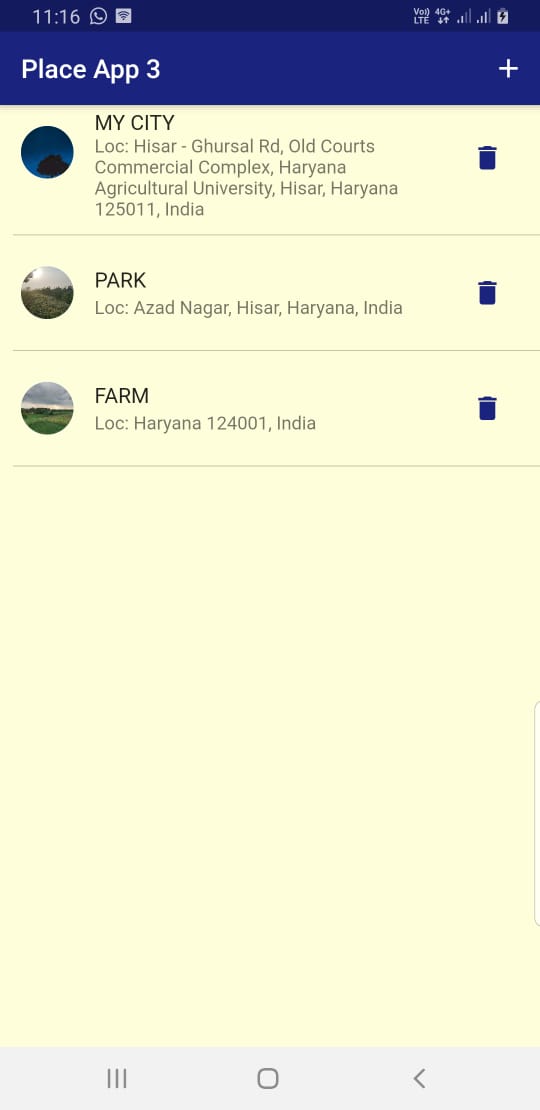 11:16
Vo)) 4G+
LTE
Place App 3
+
MY CITY
Loc: Hisar - Ghursal Rd, Old Courts
Commercial Complex, Haryana
Agricultural University, Hisar, Haryana
125011, India
PARK
Loc: Azad Nagar, Hisar, Haryana, India
FARM
Loc: Haryana 124001, India